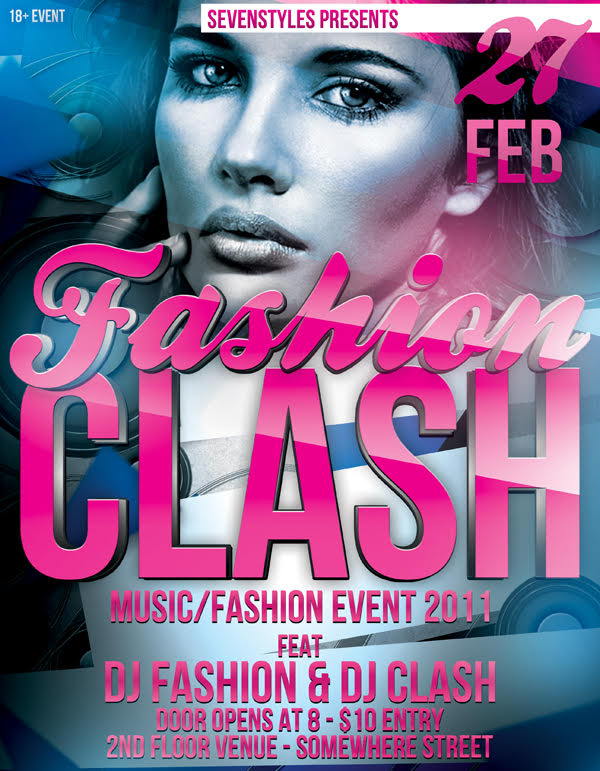 18+ EVENT
SEVENSTYLES PRESENTS
27
FEB
Fashion
CLASH
MUSIC/FASHION EVENT 2011
FEAT
DJ FASHION & DJ CLASH
DOOR OPENS AT 8 - $10 ENTRY
2ND FLOOR VENUE - SOMEWHERE STREET